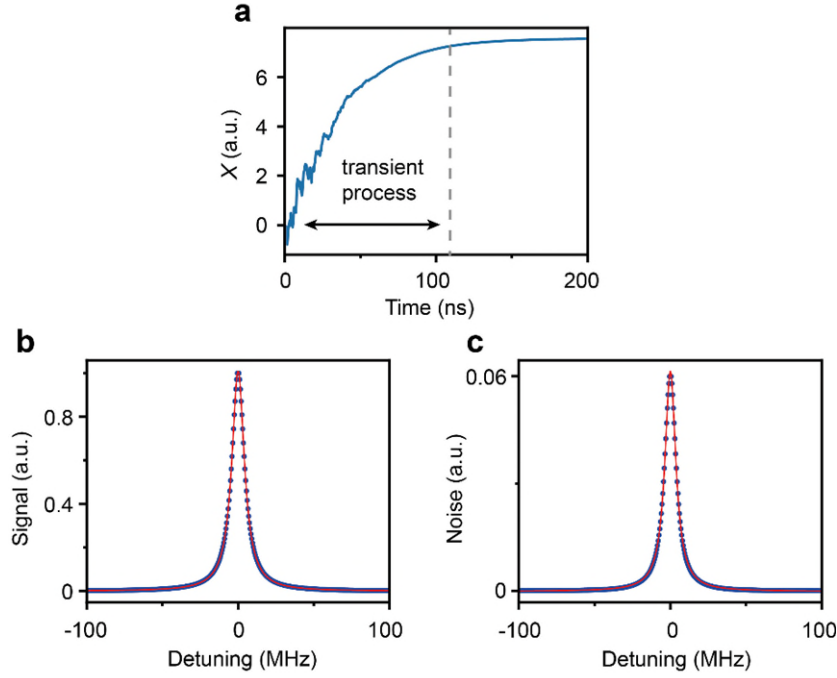 a
X (a.u.)
6
4
2
0
transient
process
0
100
200
Time (ns)
b
Signal (a.u.)
0.8
0.4
0
-100
0
100
Detuning (MHz)
c
Noise (a.u.)
0.06
0
-100
0
100
Detuning (MHz)